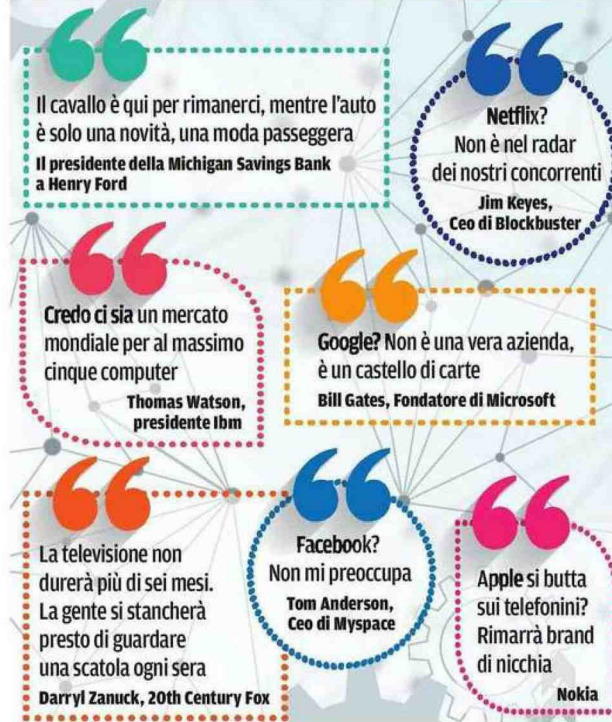 Il cavallo è qui per rimanerci, mentre l'auto
è solo una novità, una moda passeggera
Il presidente della Michigan Savings Bank
a Henry Ford
Netflix?
Non è nel radar
dei nostri concorrenti
Jim Keyes,
Ceo di Blockbuster
Credo ci sia un mercato
mondiale per al massimo
cinque computer
Thomas Watson,
presidente Ibm
Google? Non è una vera azienda,
è un castello di carte
Bill Gates, Fondatore di Microsoft
La televisione non
durerà più di sei mesi.
La gente si stancherà
presto di guardare
una scatola ogni sera
Darryl Zanuck, 20th Century Fox
Facebook?
Non mi preoccupa
Tom Anderson,
Ceo di Myspace
Apple si butta
sui telefonini?
Rimarrà brand
di nicchia
Nokia